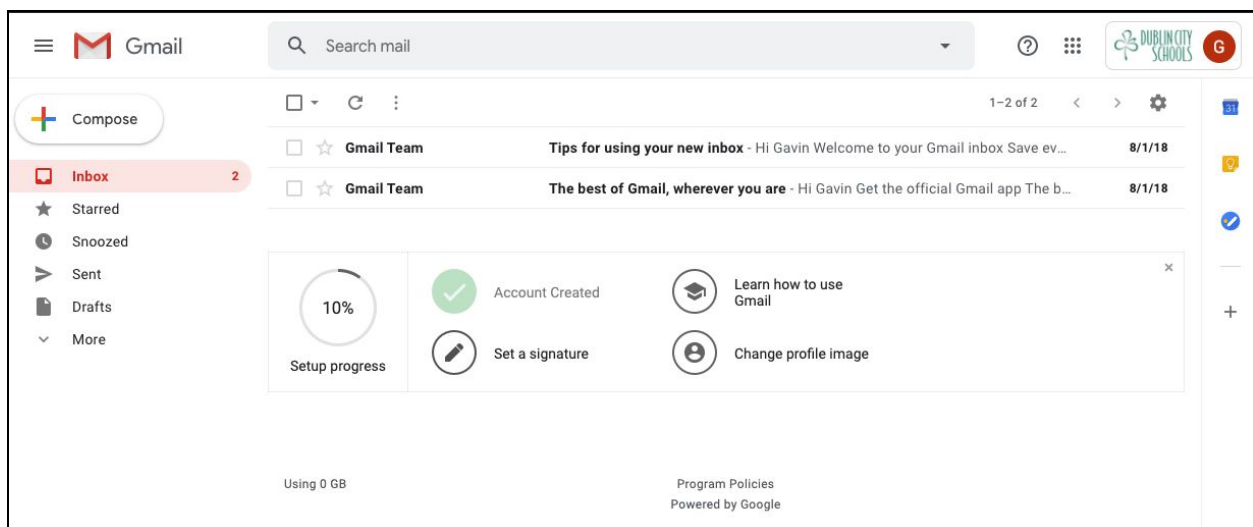 Gmail
Search mail
DUBLIN CITY
SCHOOLS
G
Compose
1–2 of 2
31
Inbox 2
Gmail Team Tips for using your new inbox - Hi Gavin Welcome to your Gmail inbox Save ev... 8/1/18
Starred
Gmail Team The best of Gmail, wherever you are - Hi Gavin Get the official Gmail app The b... 8/1/18
Snoozed
Sent
Drafts
More
10%
Setup progress
Account Created
Learn how to use
Gmail
Set a signature
Change profile image
Using 0 GB
Program Policies
Powered by Google